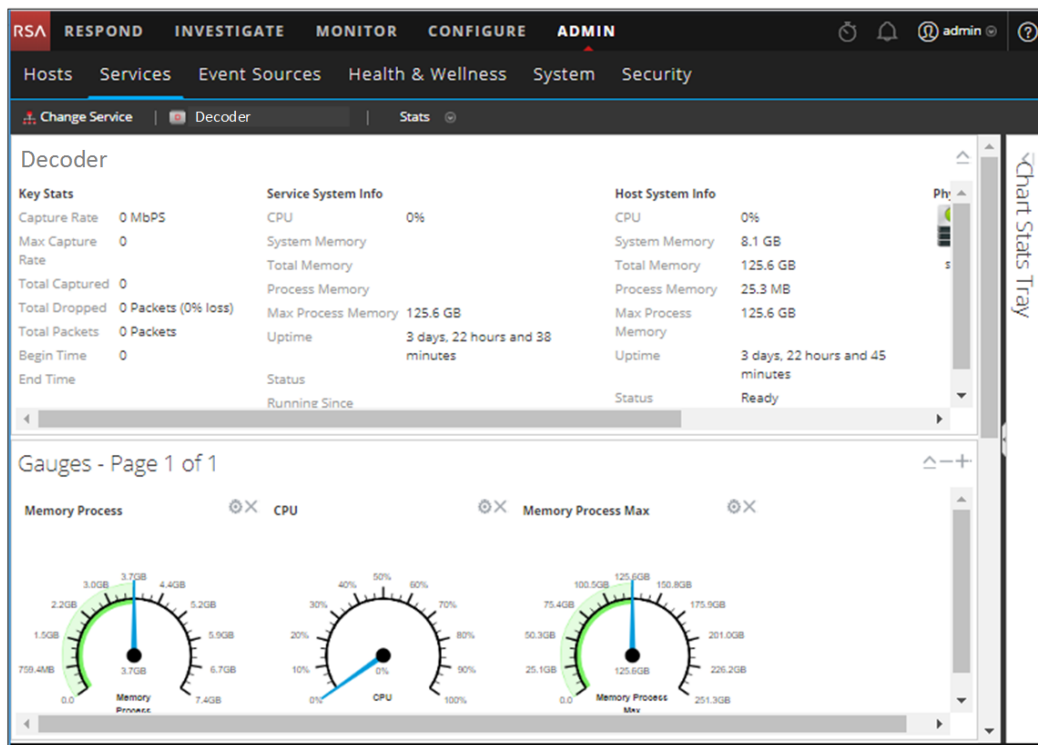 RSA RESPOND INVESTIGATE MONITOR CONFIGURE ADMIN admin ?
Hosts Services Event Sources Health & Wellness System Security
Change Service | D Decoder | Stats
Decoder
Key Stats
Capture Rate 0 MbPS
Max Capture Rate 0
Total Captured 0
Total Dropped 0 Packets (0% loss)
Total Packets 0 Packets
Begin Time 0
End Time
Service System Info
CPU 0%
System Memory
Total Memory
Process Memory
Max Process Memory 125.6 GB
Uptime 3 days, 22 hours and 38
minutes
Status
Running Since
Host System Info
CPU 0%
System Memory 8.1 GB
Total Memory 125.6 GB
Process Memory 25.3 MB
Max Process Memory 125.6 GB
Uptime 3 days, 22 hours and 45
minutes
Status Ready
Phy
s
Chart Stats Tray
Gauges - Page 1 of 1
Memory Process
0.0
759.4MB
1.5GB
2.2GB
3.0GB
3.7GB
4.4GB
5.2GB
5.9GB
6.7GB
7.4GB
3.7GB
Memory
Process
CPU
0%
10%
20%
30%
40%
50%
60%
70%
80%
90%
100%
0%
CPU
Memory Process Max
0.0
25.1GB
50.3GB
75.4GB
100.5GB
125.6GB
150.8GB
175.9GB
201.0GB
226.2GB
251.3GB
125.6GB
Memory Process
Max